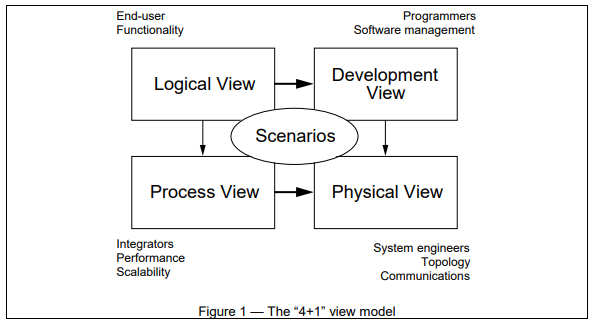 End-user
Functionality
Programmers
Software management
Logical View
Development
View
Scenarios
Process View
Physical View
Integrators
Performance
Scalability
System engineers
Topology
Communications
Figure 1 — The “4+1” view model